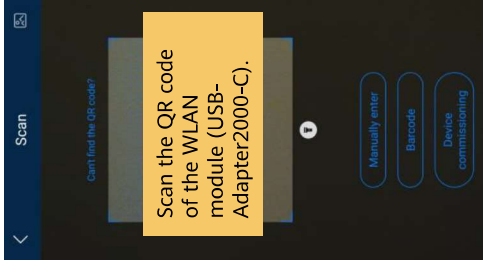 Scan
Can't find the QR code?
Scan the QR code
of the WLAN
module (USB-
Adapter2000-C).
Manually enter
Barcode
Device
commissioning